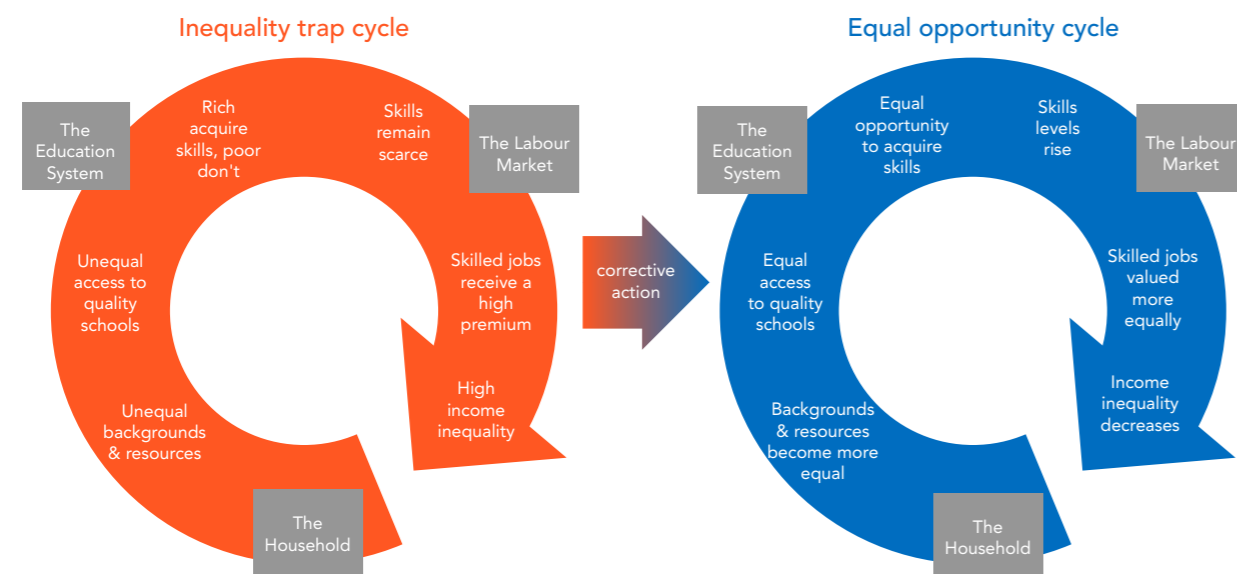 Inequality trap cycle
The
Education
System
Rich
acquire
skills, poor
don't
Skills
remain
scarce
The Labour
Market
Unequal
access to
quality
schools
Skilled jobs
receive a
high
premium
Unequal
backgrounds
& resources
High
income
inequality
The
Household
corrective
action
Equal opportunity cycle
The
Education
System
Equal
opportunity
to acquire
skills
Skills
levels
rise
The Labour
Market
Equal
access
to quality
schools
Skilled jobs
valued
more
equally
Backgrounds
& resources
become more
equal
Income
inequality
decreases
The
Household